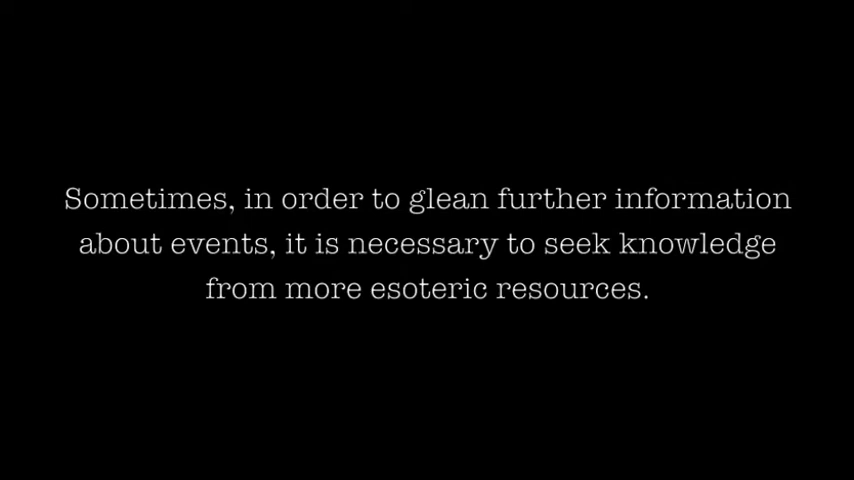 Sometimes, in order to glean further information
about events, it is necessary to seek knowledge
from more esoteric resources.